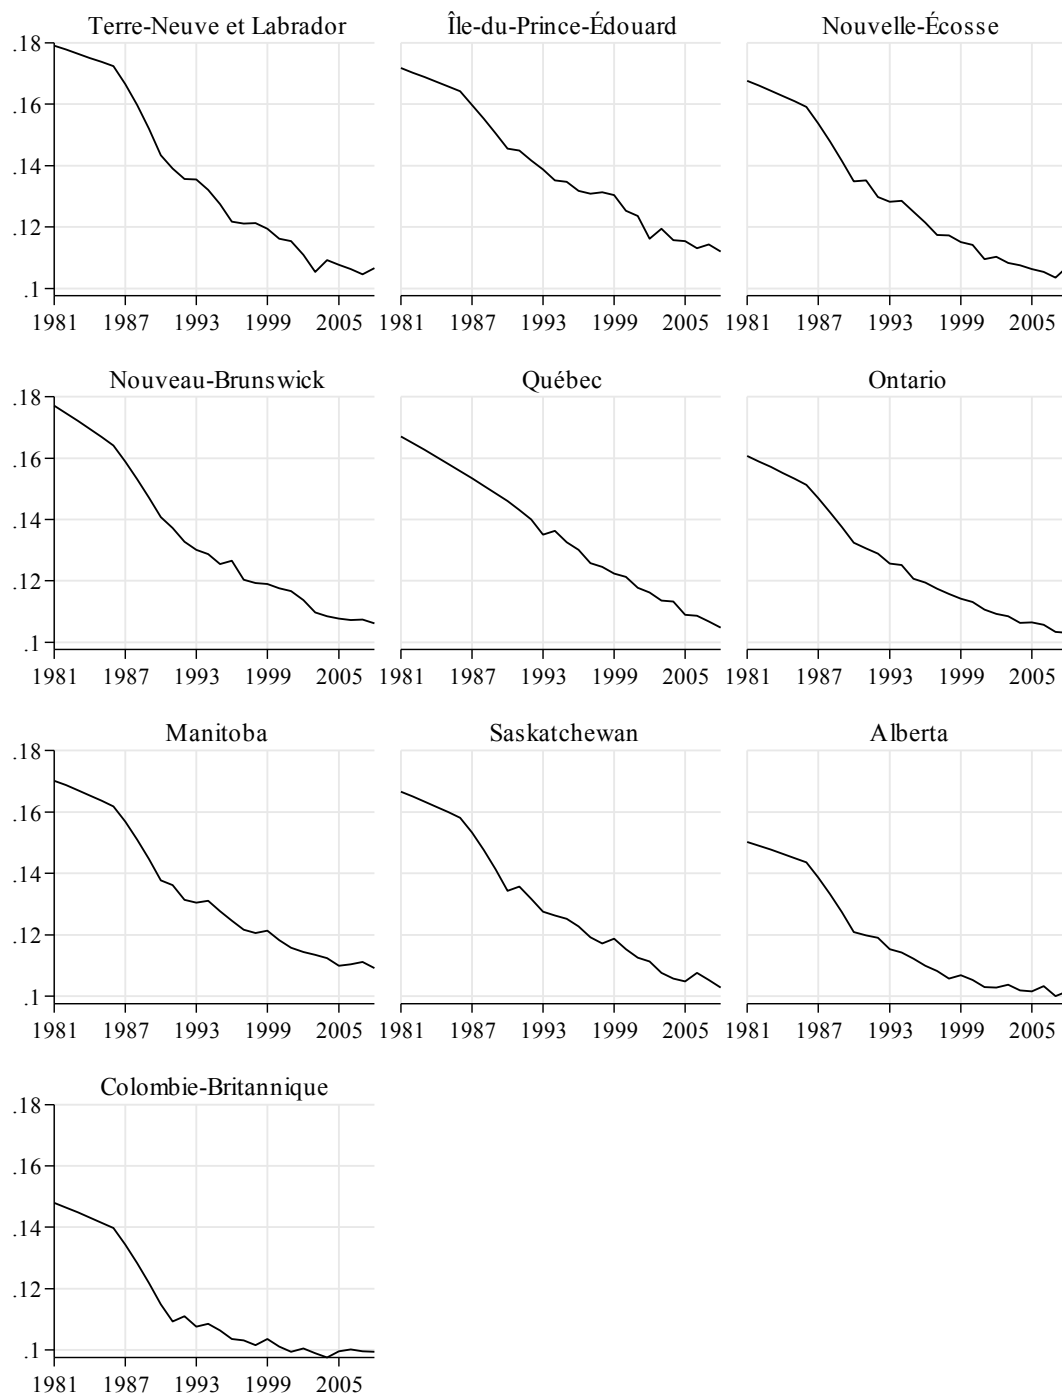 Terre-Neuve et Labrador
Île-du-Prince-Édouard
Nouvelle-Écosse
.18
.16
.14
.12
.1
1981 1987 1993 1999 2005 1981 1987 1993 1999 2005 1981 1987 1993 1999 2005
Nouveau-Brunswick
Québec
Ontario
.18
.16
.14
.12
.1
1981 1987 1993 1999 2005 1981 1987 1993 1999 2005 1981 1987 1993 1999 2005
Manitoba
Saskatchewan
Alberta
.18
.16
.14
.12
.1
1981 1987 1993 1999 2005 1981 1987 1993 1999 2005 1981 1987 1993 1999 2005
Colombie-Britannique
.18
.16
.14
.12
.1
1981 1987 1993 1999 2005